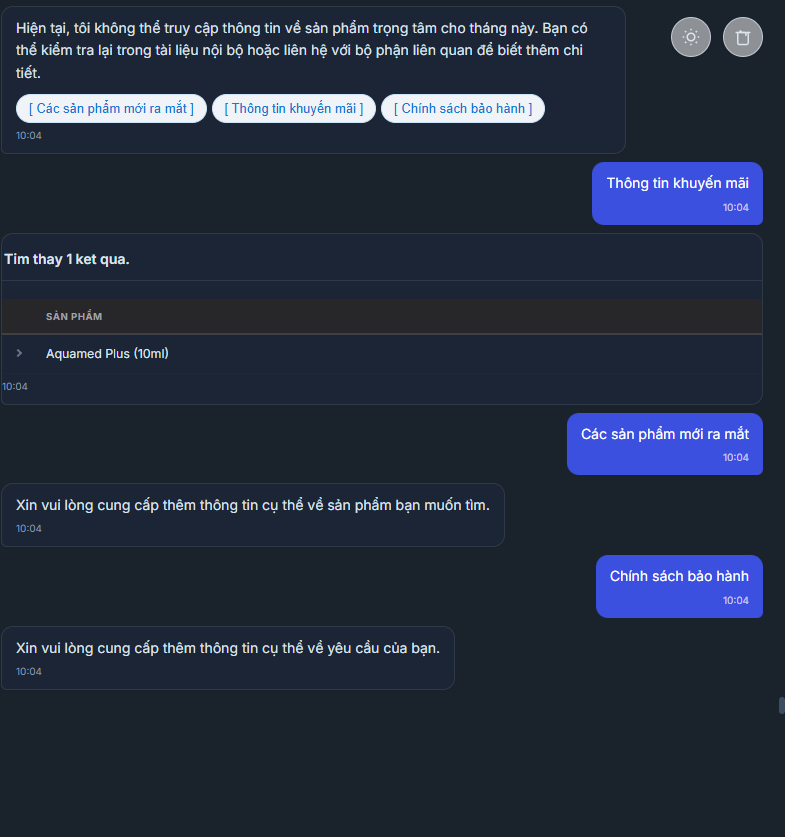 Hiện tại, tôi không thể truy cập thông tin về sản phẩm trọng tâm cho tháng này. Bạn có
thể kiểm tra lại trong tài liệu nội bộ hoặc liên hệ với bộ phận liên quan để biết thêm chi
tiết.
[ Các sản phẩm mới ra mắt ] [ Thông tin khuyến mãi ] [ Chính sách bảo hành ]
10:04
Thông tin khuyến mãi
10:04
Tim thay 1 ket qua.
SẢN PHẨM
Aquamed Plus (10ml)
10:04
Các sản phẩm mới ra mắt
10:04
Xin vui lòng cung cấp thêm thông tin cụ thể về sản phẩm bạn muốn tìm.
10:04
Chính sách bảo hành
10:04
Xin vui lòng cung cấp thêm thông tin cụ thể về yêu cầu của bạn.
10:04